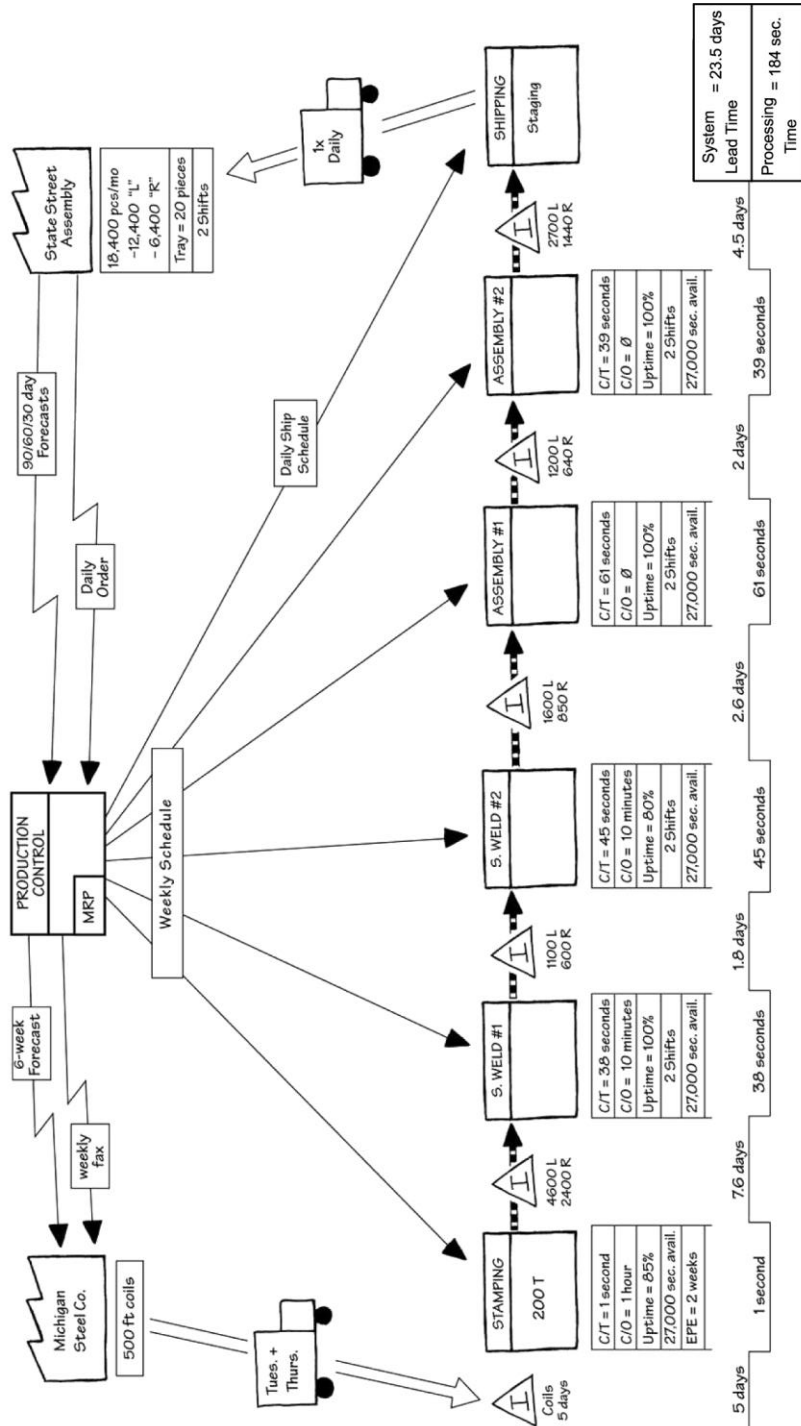 Michigan
Steel Co.
500 ft coils
Tues. +
Thurs.
Coils
5 days
6-week
Forecast
weekly
fax
PRODUCTION
CONTROL
MRP
90/60/30 day
Forecasts
Daily
Order
State Street
Assembly
18,400 pcs/mo
-12,400 "L"
- 6,400 "R"
Tray = 20 pieces
2 Shifts
1x
Daily
Weekly Schedule
Daily Ship
Schedule
STAMPING
200 T
C/T = 1 second
C/O = 1 hour
Uptime = 85%
27,000 sec. avail.
EPE = 2 weeks
I
4600 L
2400 R
S. WELD #1
C/T = 38 seconds
C/O = 10 minutes
Uptime = 100%
2 Shifts
27,000 sec. avail.
I
1100 L
600 R
S. WELD #2
C/T = 45 seconds
C/O = 10 minutes
Uptime = 80%
2 Shifts
27,000 sec. avail.
I
1600 L
850 R
ASSEMBLY #1
C/T = 61 seconds
C/O = Ø
Uptime = 100%
2 Shifts
27,000 sec. avail.
I
1200 L
640 R
ASSEMBLY #2
C/T = 39 seconds
C/O = Ø
Uptime = 100%
2 Shifts
27,000 sec. avail.
I
2700 L
1440 R
SHIPPING
Staging
I
5 days
1 second
7.6 days
38 seconds
1.8 days
45 seconds
2.6 days
61 seconds
2 days
39 seconds
4.5 days
System = 23.5 days
Lead Time
Processing = 184 sec.
Time